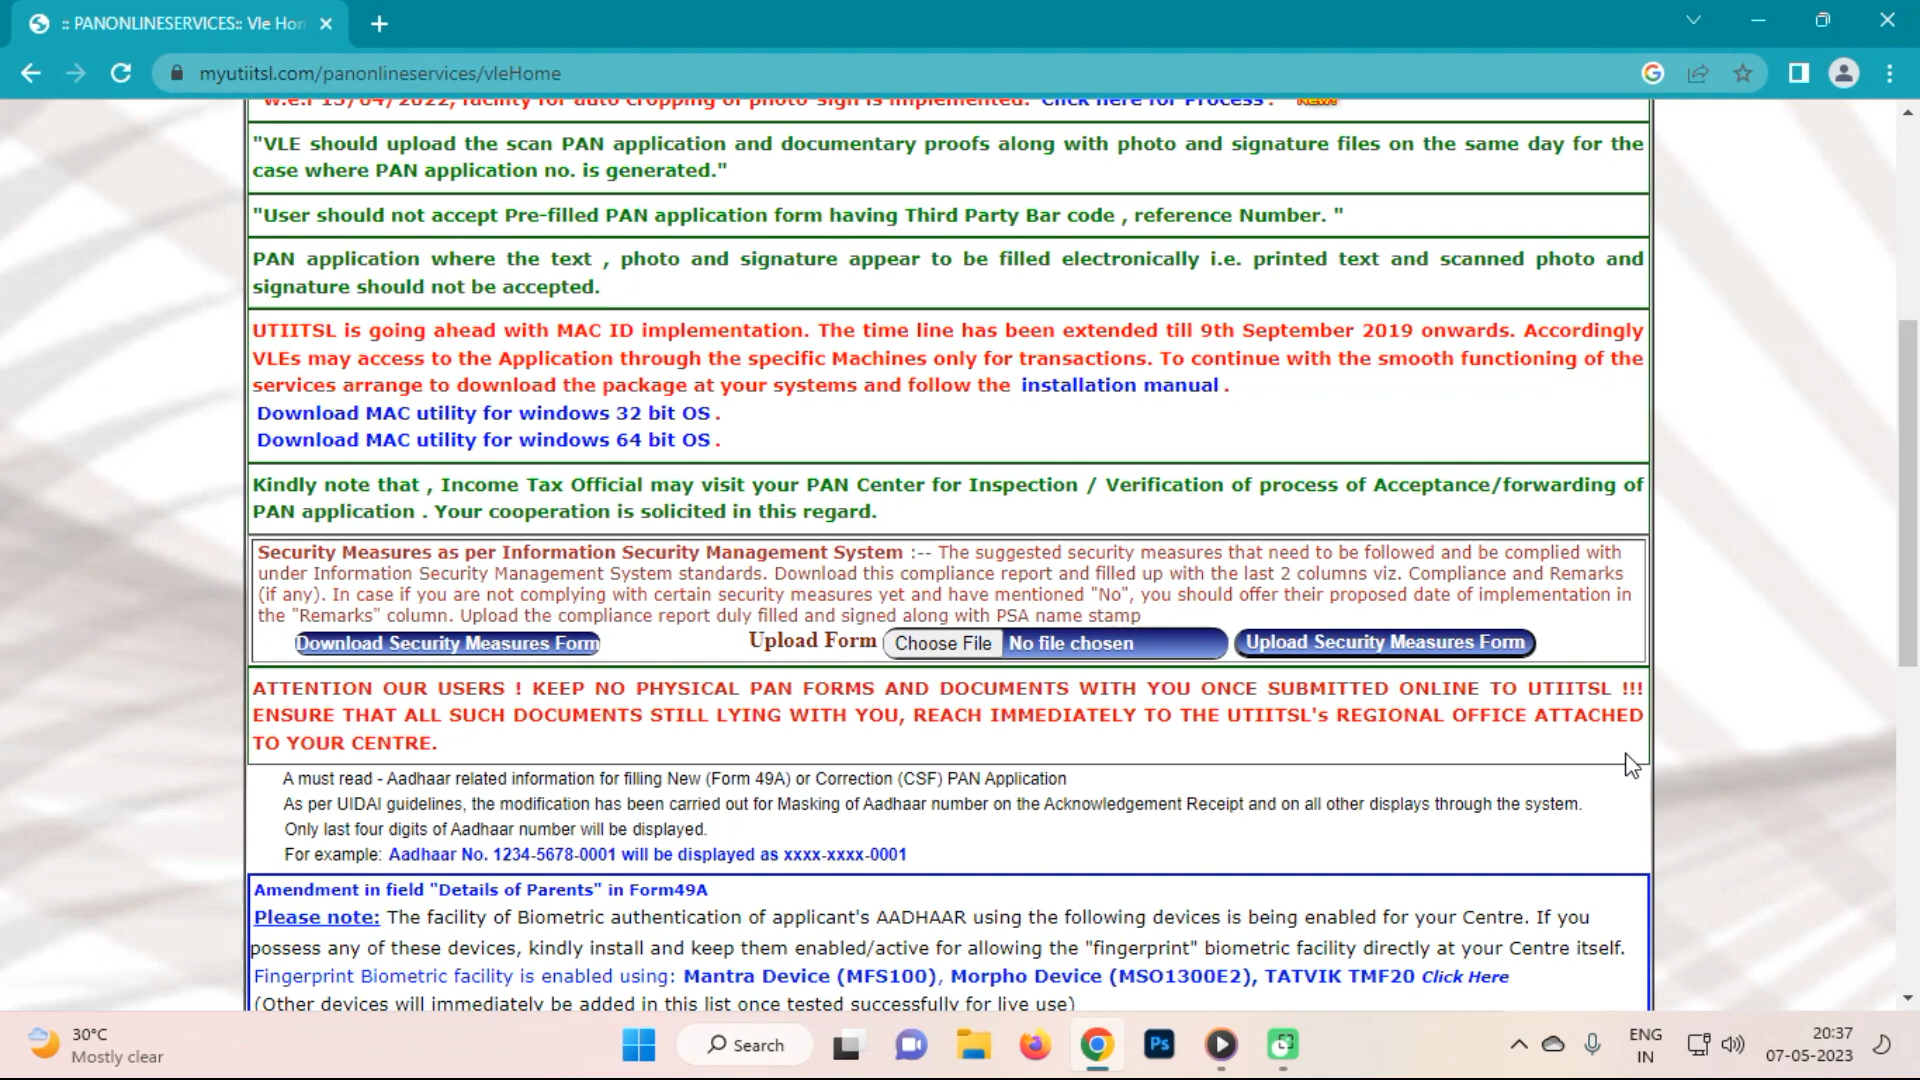 :: PANONLINESERVICES:: Vle Hom
myutiitsl.com/panonlineservices/vleHome
w.e.f 13/04/2022, facility for auto cropping of photo sign is implemented. Click here for Process . New!
"VLE should upload the scan PAN application and documentary proofs along with photo and signature files on the same day for the
case where PAN application no. is generated."
"User should not accept Pre-filled PAN application form having Third Party Bar code , reference Number. "
PAN application where the text , photo and signature appear to be filled electronically i.e. printed text and scanned photo and
signature should not be accepted.
UTIITSL is going ahead with MAC ID implementation. The time line has been extended till 9th September 2019 onwards. Accordingly
VLEs may access to the Application through the specific Machines only for transactions. To continue with the smooth functioning of the
services arrange to download the package at your systems and follow the installation manual .
Download MAC utility for windows 32 bit OS .
Download MAC utility for windows 64 bit OS .
Kindly note that , Income Tax Official may visit your PAN Center for Inspection / Verification of process of Acceptance/forwarding of
PAN application . Your cooperation is solicited in this regard.
Security Measures as per Information Security Management System :-- The suggested security measures that need to be followed and be complied with
under Information Security Management System standards. Download this compliance report and filled up with the last 2 columns viz. Compliance and Remarks
(if any). In case if you are not complying with certain security measures yet and have mentioned "No", you should offer their proposed date of implementation in
the "Remarks" column. Upload the compliance report duly filled and signed along with PSA name stamp
Download Security Measures Form Upload Form Choose File No file chosen Upload Security Measures Form
ATTENTION OUR USERS ! KEEP NO PHYSICAL PAN FORMS AND DOCUMENTS WITH YOU ONCE SUBMITTED ONLINE TO UTIITSL !!!
ENSURE THAT ALL SUCH DOCUMENTS STILL LYING WITH YOU, REACH IMMEDIATELY TO THE UTIITSL's REGIONAL OFFICE ATTACHED
TO YOUR CENTRE.
A must read - Aadhaar related information for filling New (Form 49A) or Correction (CSF) PAN Application
As per UIDAI guidelines, the modification has been carried out for Masking of Aadhaar number on the Acknowledgement Receipt and on all other displays through the system.
Only last four digits of Aadhaar number will be displayed.
For example: Aadhaar No. 1234-5678-0001 will be displayed as xxxx-xxxx-0001
Amendment in field "Details of Parents" in Form49A
Please note: The facility of Biometric authentication of applicant's AADHAAR using the following devices is being enabled for your Centre. If you
possess any of these devices, kindly install and keep them enabled/active for allowing the "fingerprint" biometric facility directly at your Centre itself.
Fingerprint Biometric facility is enabled using: Mantra Device (MFS100), Morpho Device (MSO1300E2), TATVIK TMF20 Click Here
(Other devices will immediately be added in this list once tested successfully for live use)
30°C
Mostly clear
Search
Ps
ENG
IN
20:37
07-05-2023